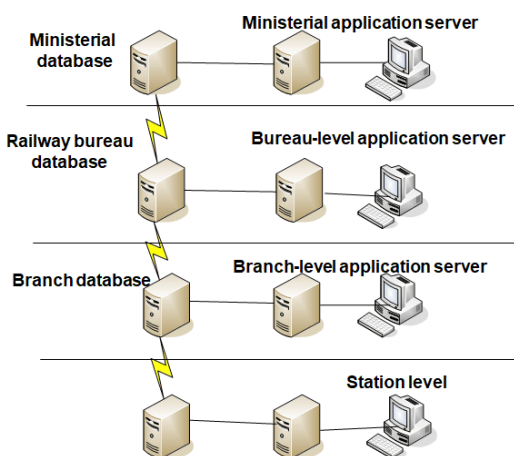 Ministerial application server
Ministerial
database
Railway bureau
database
Bureau-level application server
Branch database
Branch-level application server
Station level